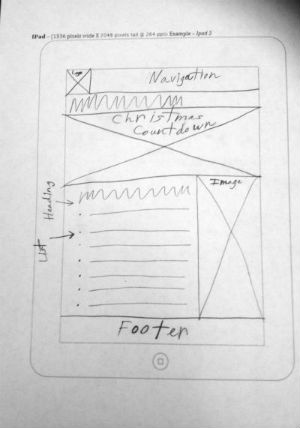 iPad - (1536 pixels wide X 2048 pixels tall @ 264 ppi) Example - Ipad 3
Logo
Navigation
Christmas
Countdown
Image
Heading
List
Footer